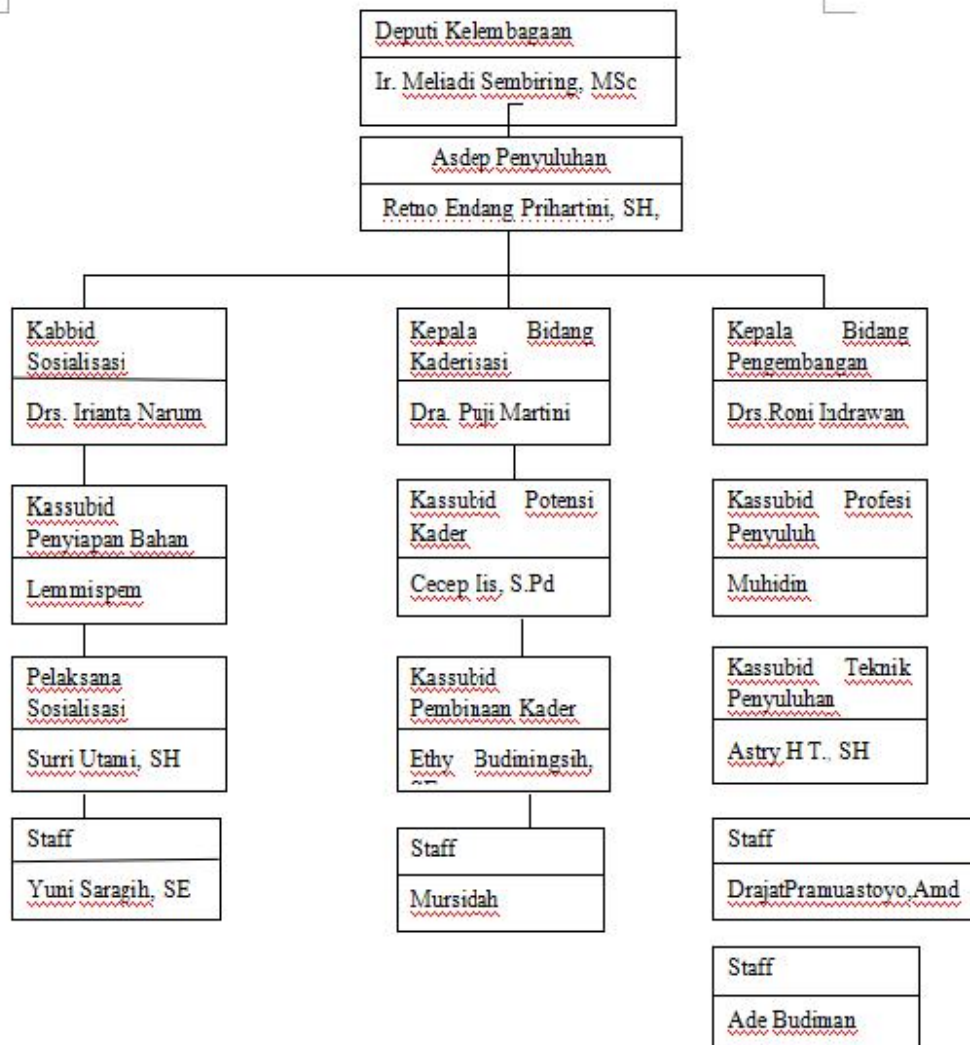 Deputi Kelembagaan
Ir. Meliadi Sembiring, MSc
Asdep Penyuluhan
Retno Endang Prihartini, SH,
Kabbid
Sosialisasi
Drs. Irianta Narum
Kassubid
Penyiapan Bahan
Lemmispem
Pelaksana
Sosialisasi
Surri Utami, SH
Staff
Yuni Saragih, SE
Kepala Bidang
Kaderisasi
Dra. Puji Martini
Kassubid Potensi
Kader
Cecep Iis, S.Pd
Kassubid
Pembinaan Kader
Ethy Budiningsih,
Staff
Mursidah
Kepala Bidang
Pengembangan
Drs.Roni Indrawan
Kassubid Profesi
Penyuluh
Muhidin
Kassubid Teknik
Penyuluhan
Astry H T., SH
Staff
DrajatPramuastoyo,Amd
Staff
Ade Budiman